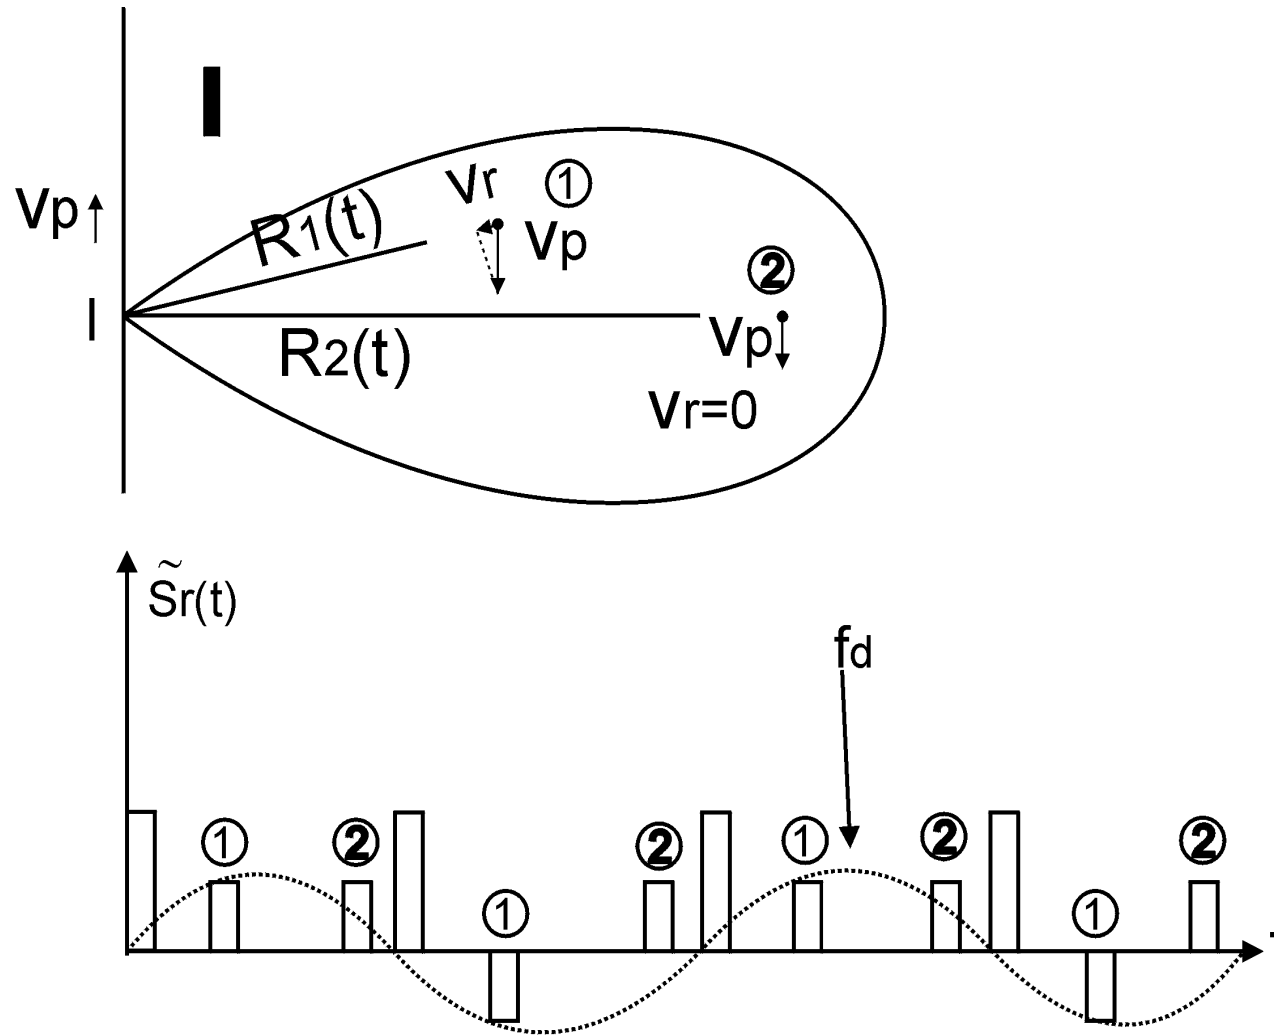 I
Vp
Vr
①
R1(t)
Vp
②
I
Vp
R2(t)
Vr=0
S̃r(t)
fd
①
②
②
①
②
②
①
①